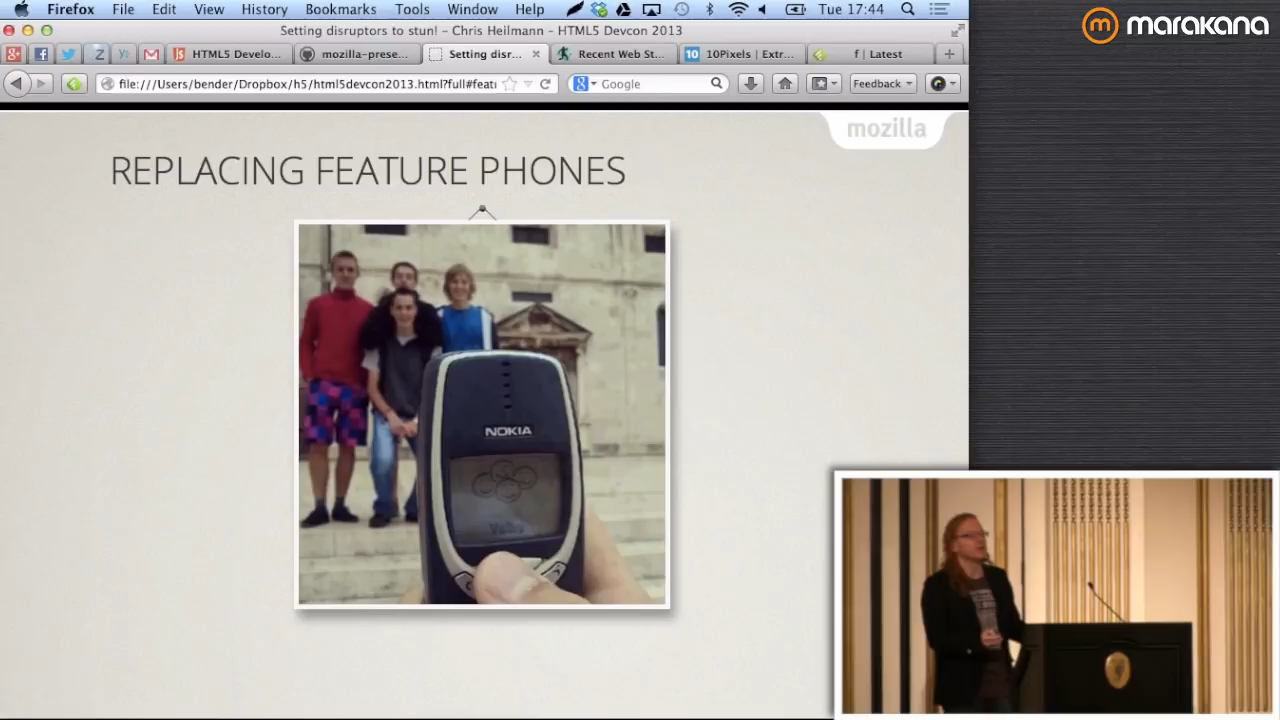 Firefox File Edit View History Bookmarks Tools Window Help Tue 17:44
marakana
Setting disruptors to stun! - Chris Heilmann - HTML5 Devcon 2013
HTML5 Develo... mozilla-prese... Setting disr... Recent Web St... 10Pixels | Extr... f | Latest
file:///Users/bender/Dropbox/h5/html5devcon2013.html?full#featu Google Feedback
mozilla
REPLACING FEATURE PHONES
NOKIA